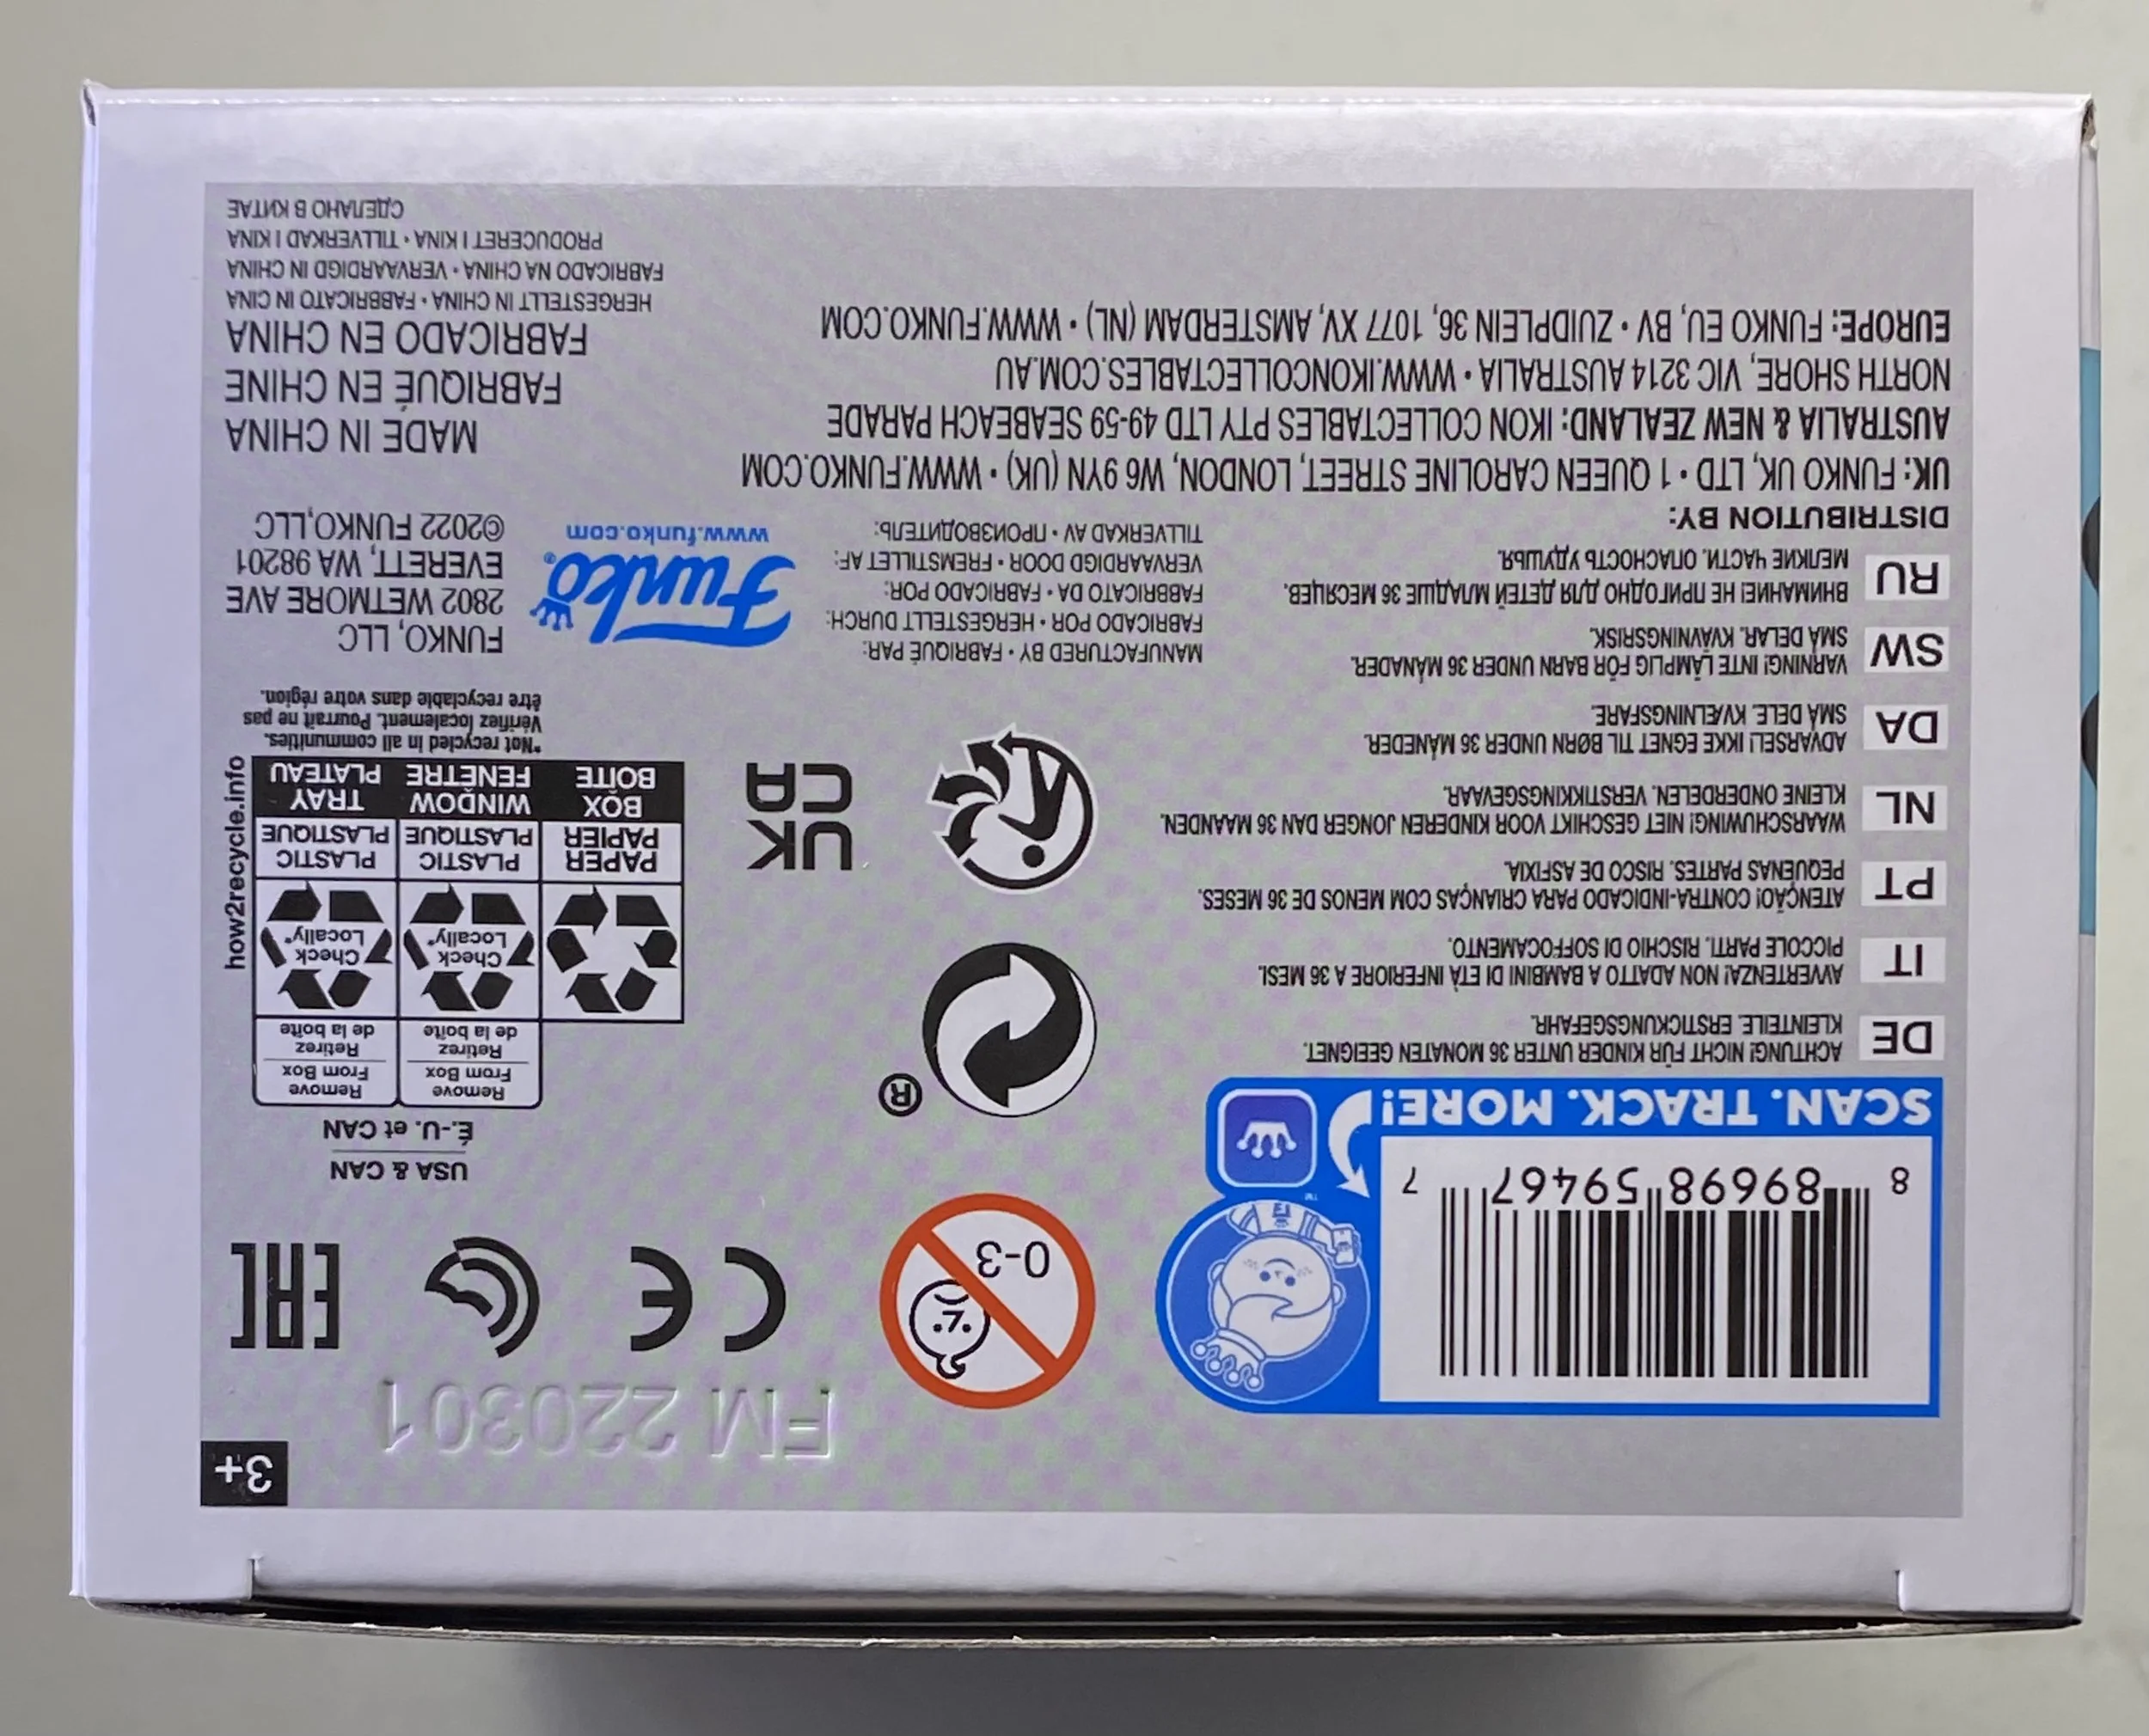 3+
FM 220301
8 89698 59467 7
SCAN. TRACK. MORE!
TM
0-3
CE
EAC
USA & CAN
É.-U. et CAN
Remove
From Box
Retirez
de la boîte
Remove
From Box
Retirez
de la boîte
Check
Locally*
Check
Locally*
PAPER
PAPIER
PLASTIC
PLASTIQUE
PLASTIC
PLASTIQUE
BOX
BOÎTE
WINDOW
FENÊTRE
TRAY
PLATEAU
how2recycle.info
*Not recycled in all communities.
Vérifiez localement. Pourrait ne pas
être recyclable dans votre région.
®
UK
CA
DE
ACHTUNG! NICHT FÜR KINDER UNTER 36 MONATEN GEEIGNET.
KLEINTEILE. ERSTICKUNGSGEFAHR.
IT
AVVERTENZA! NON ADATTO A BAMBINI DI ETÀ INFERIORE A 36 MESI.
PICCOLE PARTI. RISCHIO DI SOFFOCAMENTO.
PT
ATENÇÃO! CONTRA-INDICADO PARA CRIANÇAS COM MENOS DE 36 MESES.
PEQUENAS PARTES. RISCO DE ASFIXIA.
NL
WAARSCHUWING! NIET GESCHIKT VOOR KINDEREN JONGER DAN 36 MAANDEN.
KLEINE ONDERDELEN. VERSTIKKINGSGEVAAR.
DA
ADVARSEL! IKKE EGNET TIL BØRN UNDER 36 MÅNEDER.
SMÅ DELE. KVÆLNINGSFARE.
SW
VARNING! INTE LÄMPLIG FÖR BARN UNDER 36 MÅNADER.
SMÅ DELAR. KVÄVNINGSRISK.
RU
ВНИМАНИЕ! НЕ ПРИГОДНО ДЛЯ ДЕТЕЙ МЛАДШЕ 36 МЕСЯЦЕВ.
МЕЛКИЕ ЧАСТИ. ОПАСНОСТЬ УДУШЬЯ.
MANUFACTURED BY • FABRIQUÉ PAR:
FABRICADO POR • HERGESTELLT DURCH:
FABBRICATO DA • FABRICADO POR:
VERVAARDIGD DOOR • FREMSTILLET AF:
TILLVERKAD AV • ПРОИЗВОДИТЕЛЬ:
Funko®
www.funko.com
FUNKO, LLC
2802 WETMORE AVE
EVERETT, WA 98201
©2022 FUNKO,LLC
DISTRIBUTION BY:
UK: FUNKO UK, LTD • 1 QUEEN CAROLINE STREET, LONDON, W6 9YN (UK) • WWW.FUNKO.COM
AUSTRALIA & NEW ZEALAND: IKON COLLECTABLES PTY LTD 49-59 SEABEACH PARADE
NORTH SHORE, VIC 3214 AUSTRALIA • WWW.IKONCOLLECTABLES.COM.AU
EUROPE: FUNKO EU, BV • ZUIDPLEIN 36, 1077 XV, AMSTERDAM (NL) • WWW.FUNKO.COM
MADE IN CHINA
FABRIQUÉ EN CHINE
FABRICADO EN CHINA
HERGESTELLT IN CHINA • FABBRICATO IN CINA
FABRICADO NA CHINA • VERVAARDIGD IN CHINA
PRODUCERET I KINA • TILLVERKAD I KINA
СДЕЛАНО В КИТАЕ